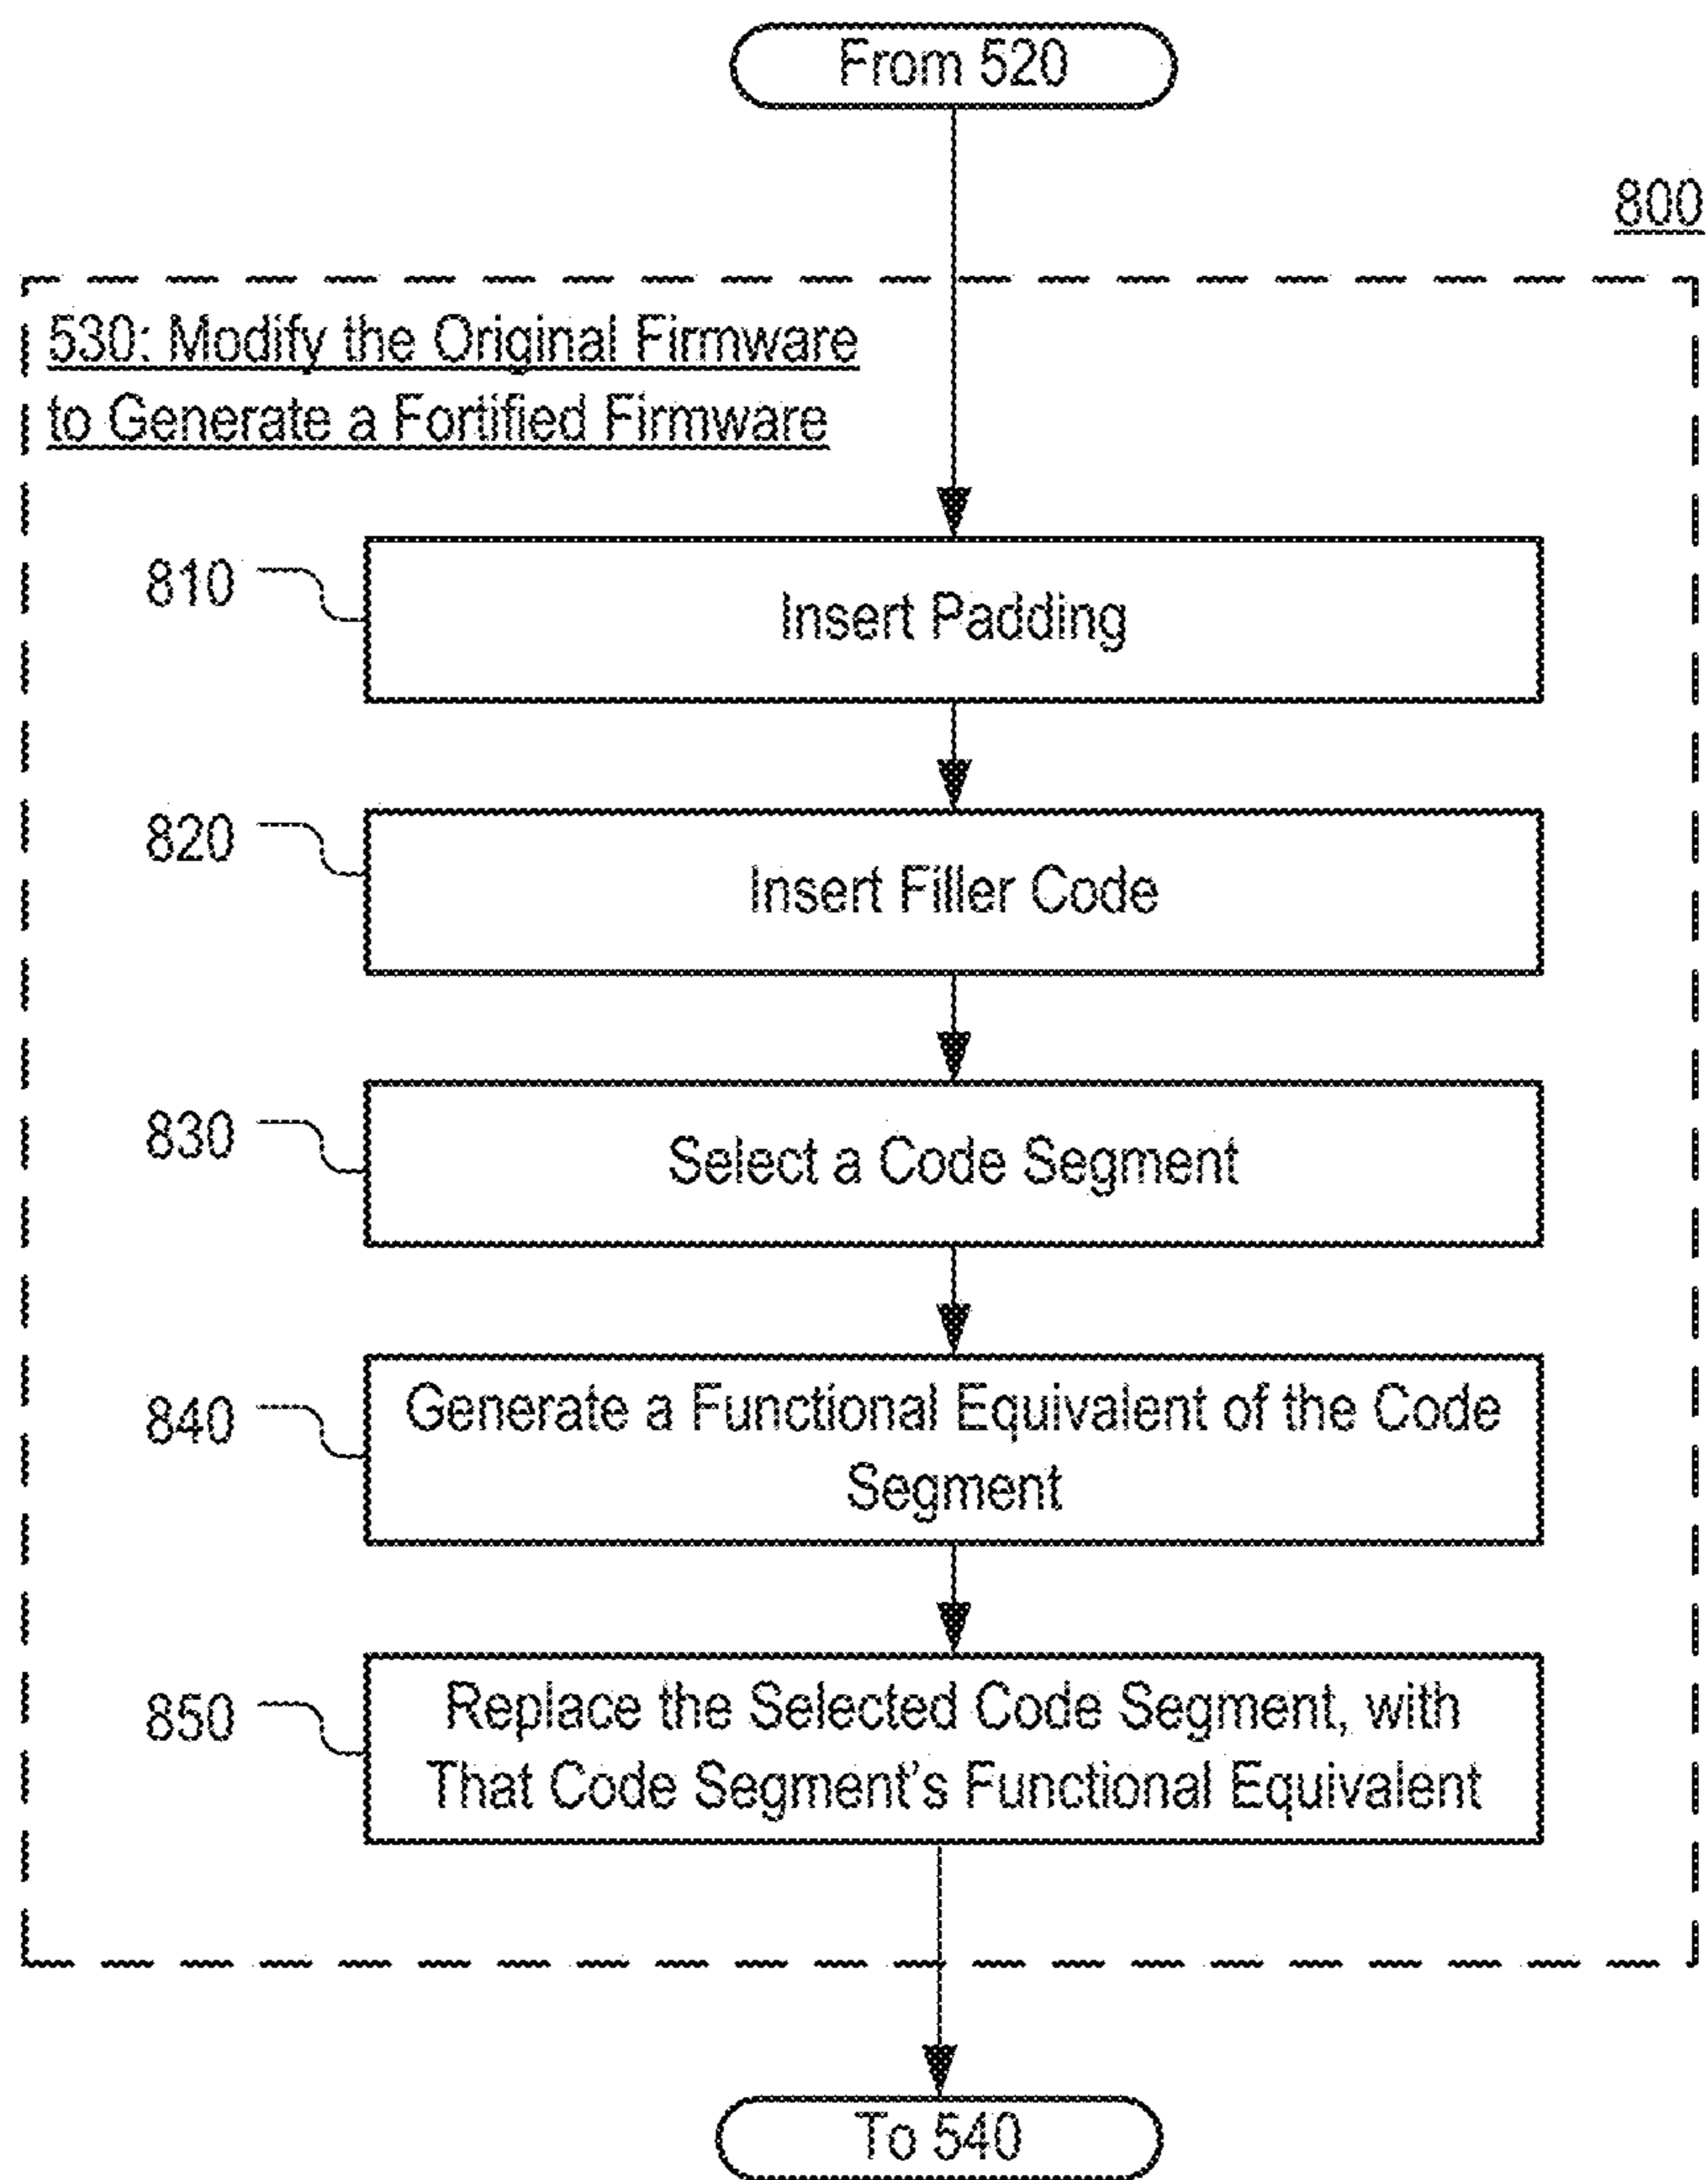 From 520
800
530: Modify the Original Firmware
to Generate a Fortified Firmware
810
Insert Padding
820
Insert Filler Code
830
Select a Code Segment
840
Generate a Functional Equivalent of the Code
Segment
850
Replace the Selected Code Segment, with
That Code Segment's Functional Equivalent
To 540